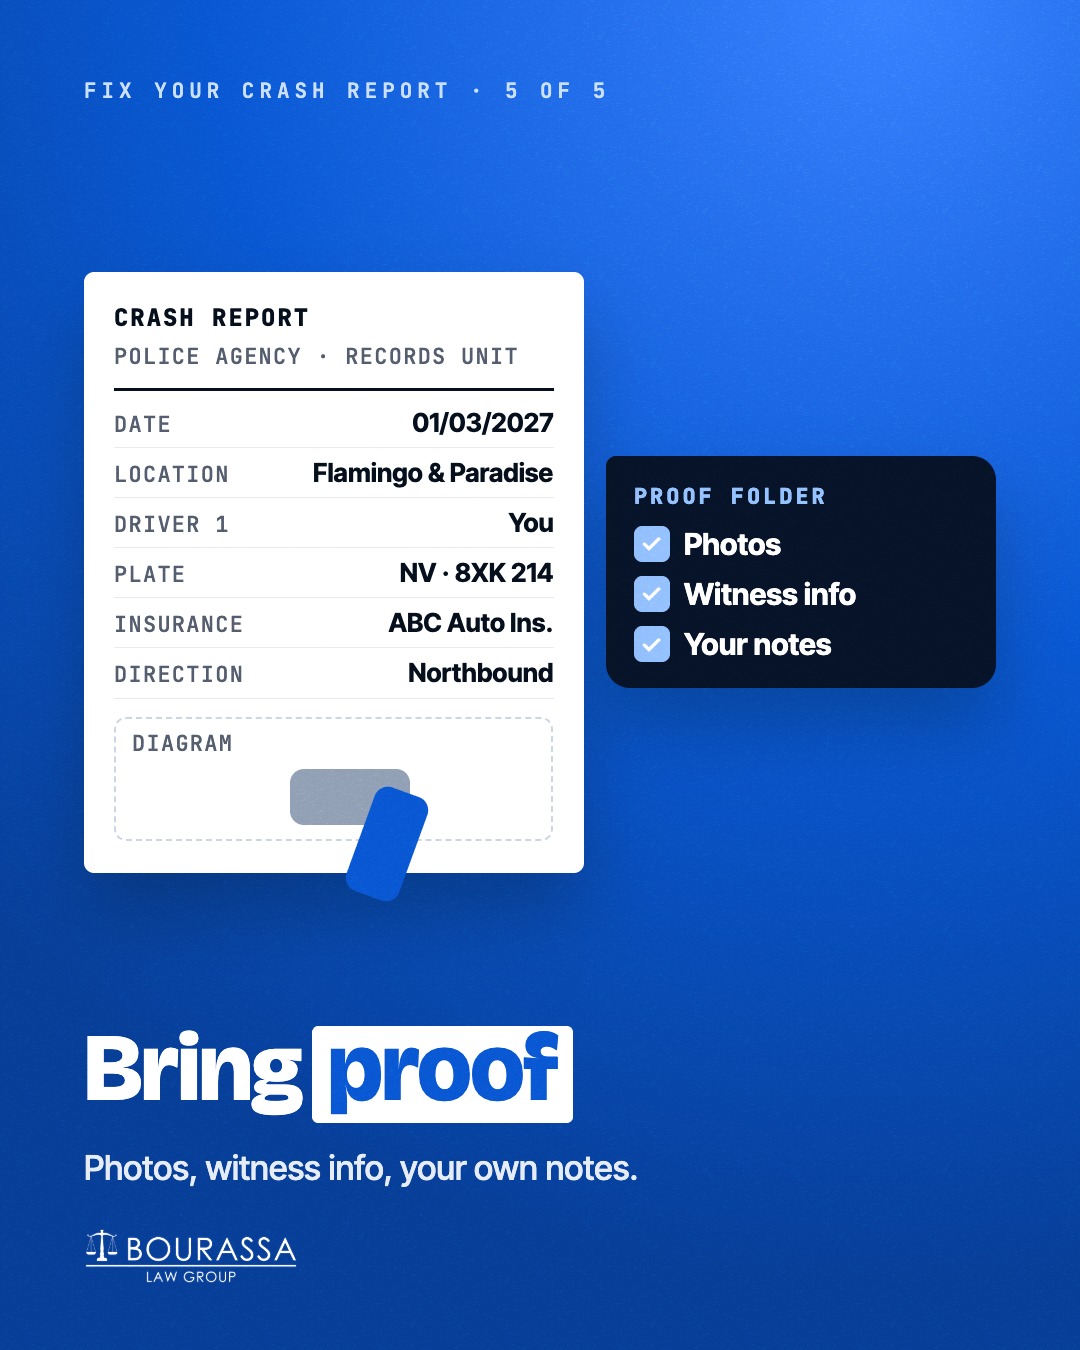 FIX YOUR CRASH REPORT · 5 OF 5
CRASH REPORT
POLICE AGENCY · RECORDS UNIT
DATE 01/03/2027
LOCATION Flamingo & Paradise
DRIVER 1 You
PLATE NV · 8XK 214
INSURANCE ABC Auto Ins.
DIRECTION Northbound
DIAGRAM
PROOF FOLDER
Photos
Witness info
Your notes
Bring proof
Photos, witness info, your own notes.
BOURASSA
LAW GROUP